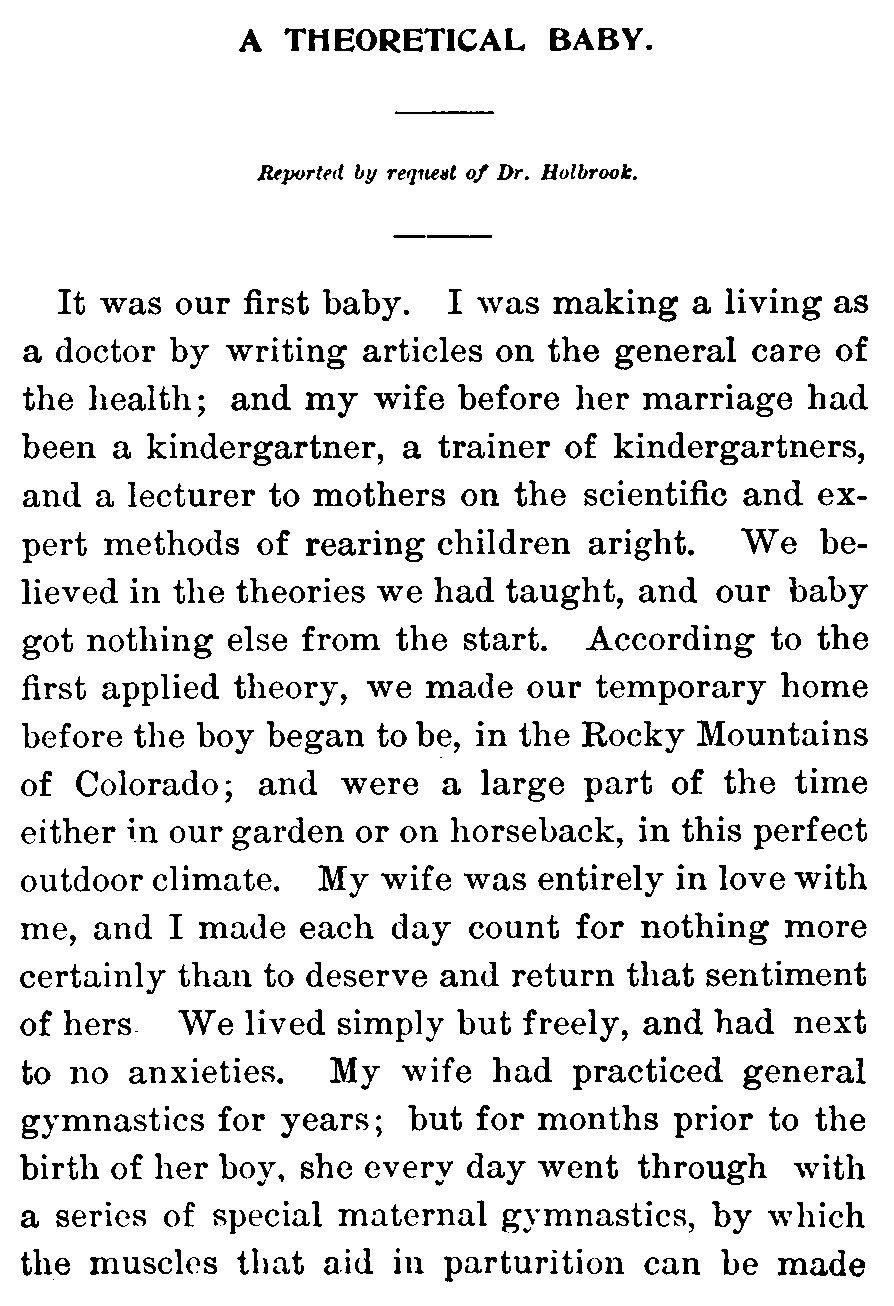 A THEORETICAL BABY.
Reported by request of Dr. Holbrook.
It was our first baby. I was making a living as
a doctor by writing articles on the general care of
the health; and my wife before her marriage had
been a kindergartner, a trainer of kindergartners,
and a lecturer to mothers on the scientific and ex-
pert methods of rearing children aright. We be-
lieved in the theories we had taught, and our baby
got nothing else from the start. According to the
first applied theory, we made our temporary home
before the boy began to be, in the Rocky Mountains
of Colorado; and were a large part of the time
either in our garden or on horseback, in this perfect
outdoor climate. My wife was entirely in love with
me, and I made each day count for nothing more
certainly than to deserve and return that sentiment
of hers. We lived simply but freely, and had next
to no anxieties. My wife had practiced general
gymnastics for years; but for months prior to the
birth of her boy, she every day went through with
a series of special maternal gymnastics, by which
the muscles that aid in parturition can be made